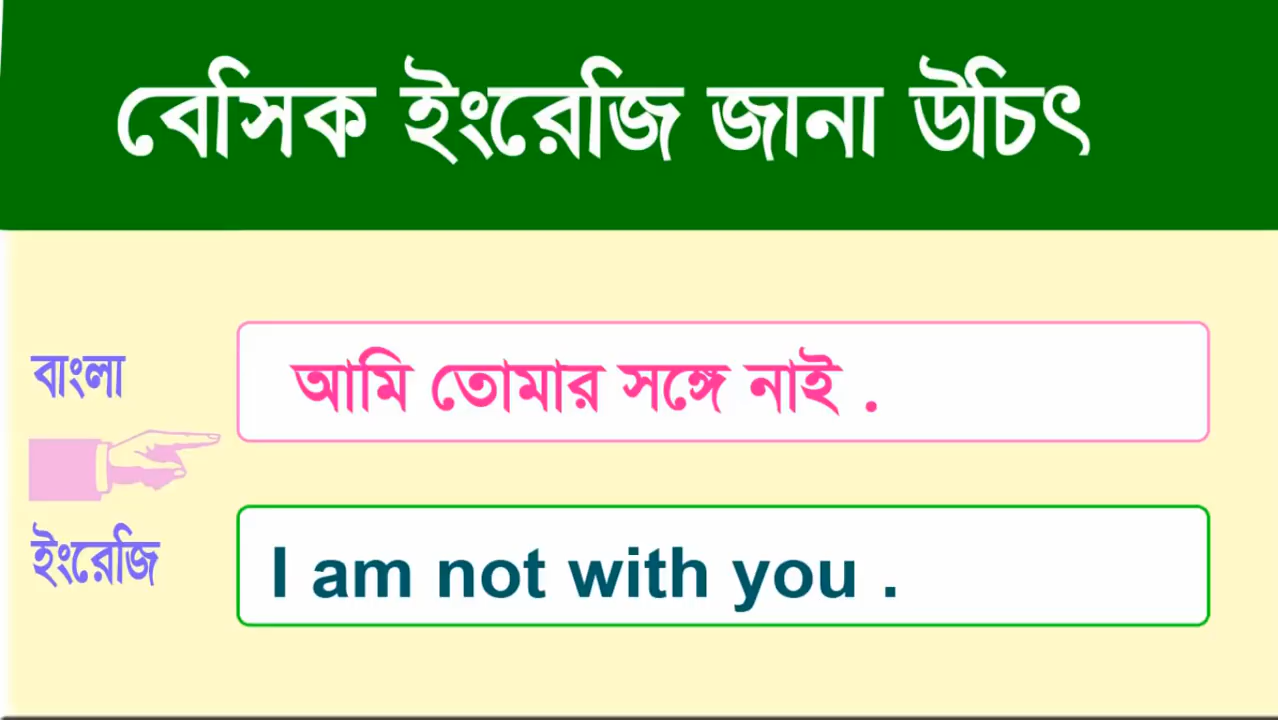 বেসিক ইংরেজি জানা উচিৎ
বাংলা
আমি তোমার সঙ্গে নাই .
ইংরেজি
I am not with you .